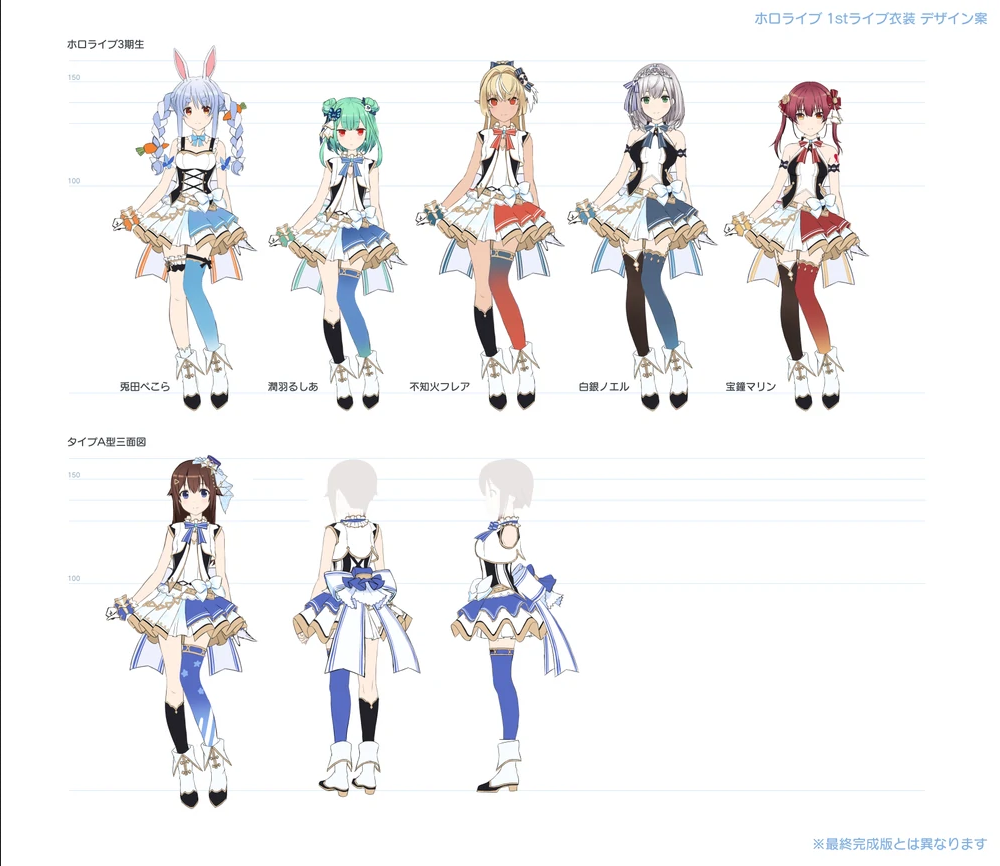 ホロライブ 1stライブ衣装 デザイン案
ホロライブ3期生
150
100
兎田ぺこら
潤羽るしあ
不知火フレア
白銀ノエル
宝鐘マリン
タイプA型三面図
150
100
※最終完成版とは異なります